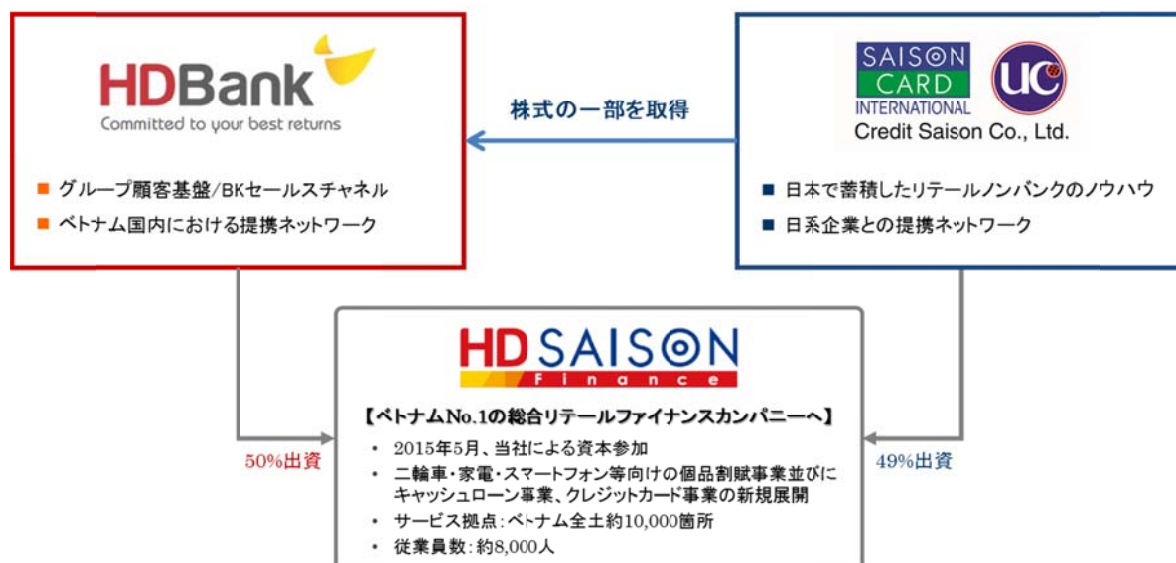 HDBank
Committed to your best returns
グループ顧客基盤/BKセールスチャネル
ベトナム国内における提携ネットワーク
株式の一部を取得
SAISON
CARD
INTERNATIONAL
UC
Credit Saison Co., Ltd.
日本で蓄積したリテールノンバンクのノウハウ
日系企業との提携ネットワーク
HD SAISON
Finance
【ベトナムNo.1の総合リテールファイナンスカンパニーへ】
・ 2015年5月、当社による資本参加
・ 二輪車・家電・スマートフォン等向けの個品割賦事業並びに
キャッシュローン事業、クレジットカード事業の新規展開
・ サービス拠点：ベトナム全土約10,000箇所
・ 従業員数：約8,000人
50%出資
49%出資